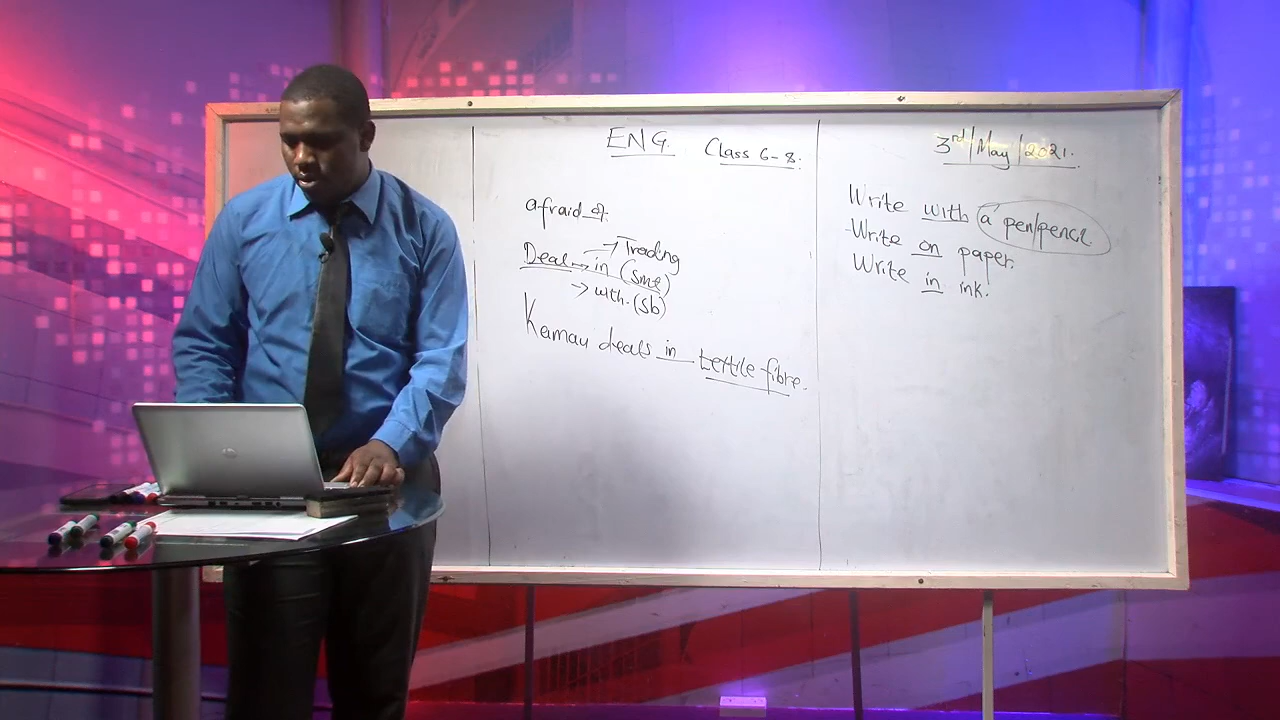 ENG. Class 6-8.
afraid of.
→ Trading
Deal → in (smt)
→ with. (sb)
Kamau deals in textile fibre.
3rd/May/2021.
Write with a pen/pencil.
Write on paper.
Write in ink.